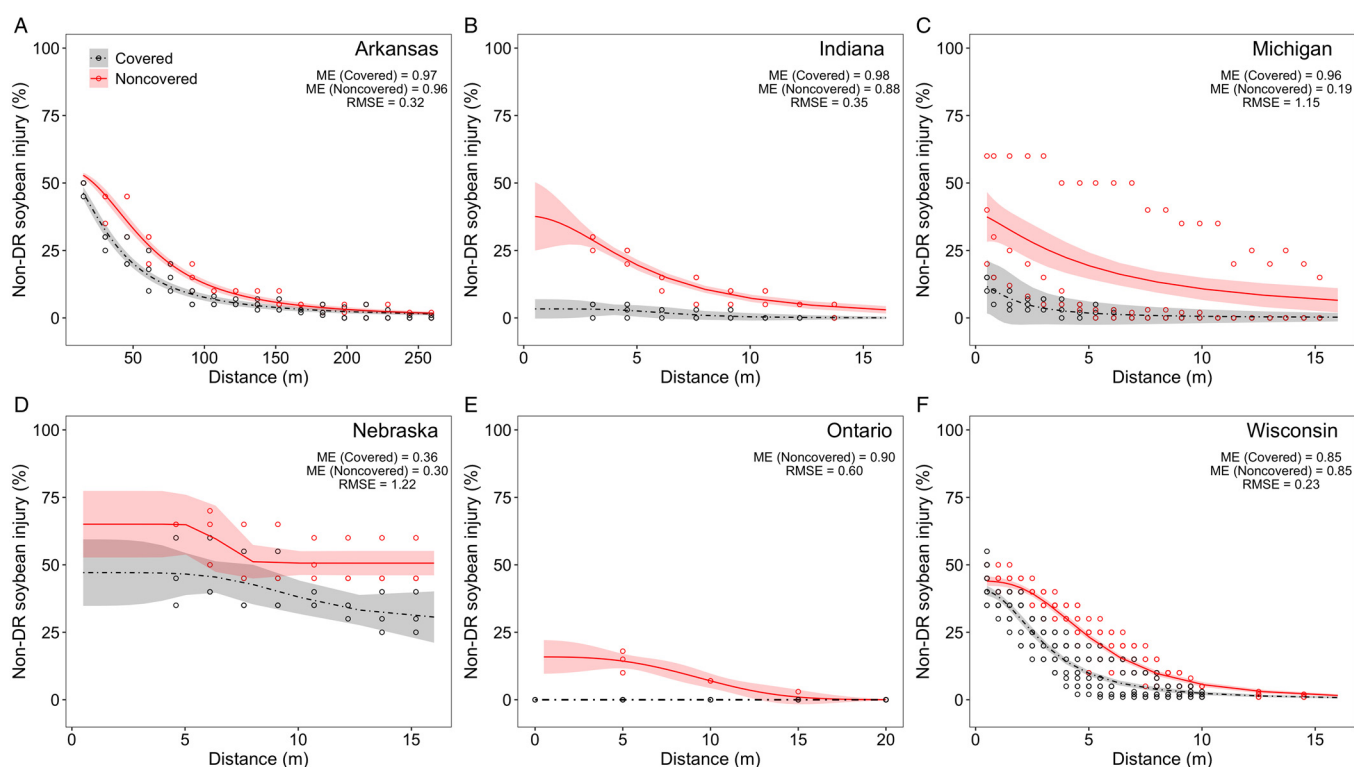 A
Arkansas
Covered
Noncovered
ME (Covered) = 0.97
ME (Noncovered) = 0.96
RMSE = 0.32
Non-DR soybean injury (%)
100
75
50
25
0
50
100
150
200
250
Distance (m)
B
Indiana
ME (Covered) = 0.98
ME (Noncovered) = 0.88
RMSE = 0.35
Non-DR soybean injury (%)
100
75
50
25
0
0
5
10
15
Distance (m)
C
Michigan
ME (Covered) = 0.96
ME (Noncovered) = 0.19
RMSE = 1.15
Non-DR soybean injury (%)
100
75
50
25
0
0
5
10
15
Distance (m)
D
Nebraska
ME (Covered) = 0.36
ME (Noncovered) = 0.30
RMSE = 1.22
Non-DR soybean injury (%)
100
75
50
25
0
0
5
10
15
Distance (m)
E
Ontario
ME (Noncovered) = 0.90
RMSE = 0.60
Non-DR soybean injury (%)
100
75
50
25
0
0
5
10
15
20
Distance (m)
F
Wisconsin
ME (Covered) = 0.85
ME (Noncovered) = 0.85
RMSE = 0.23
Non-DR soybean injury (%)
100
75
50
25
0
0
5
10
15
Distance (m)